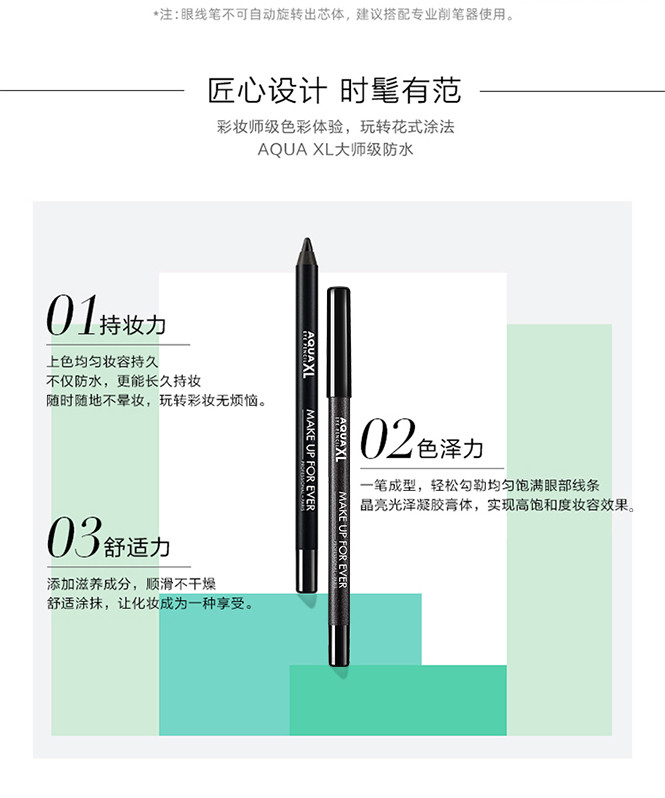 *注：眼线笔不可自动旋转出芯体，建议搭配专业削笔器使用。
匠心设计 时髦有范
彩妆师级色彩体验，玩转花式涂法
AQUA XL大师级防水
01持妆力
上色均匀妆容持久
不仅防水，更能长久持妆
随时随地不晕妆，玩转彩妆无烦恼。
AQUA XL
EYE PENCIL
MAKE UP FOR EVER
PROFESSIONAL - PARIS
AQUA XL
EYE PENCIL
MAKE UP FOR EVER
PROFESSIONAL - PARIS
02色泽力
一笔成型，轻松勾勒均匀饱满眼部线条
晶亮光泽凝胶膏体，实现高饱和度妆容效果。
03舒适力
添加滋养成分，顺滑不干燥
舒适涂抹，让化妆成为一种享受。